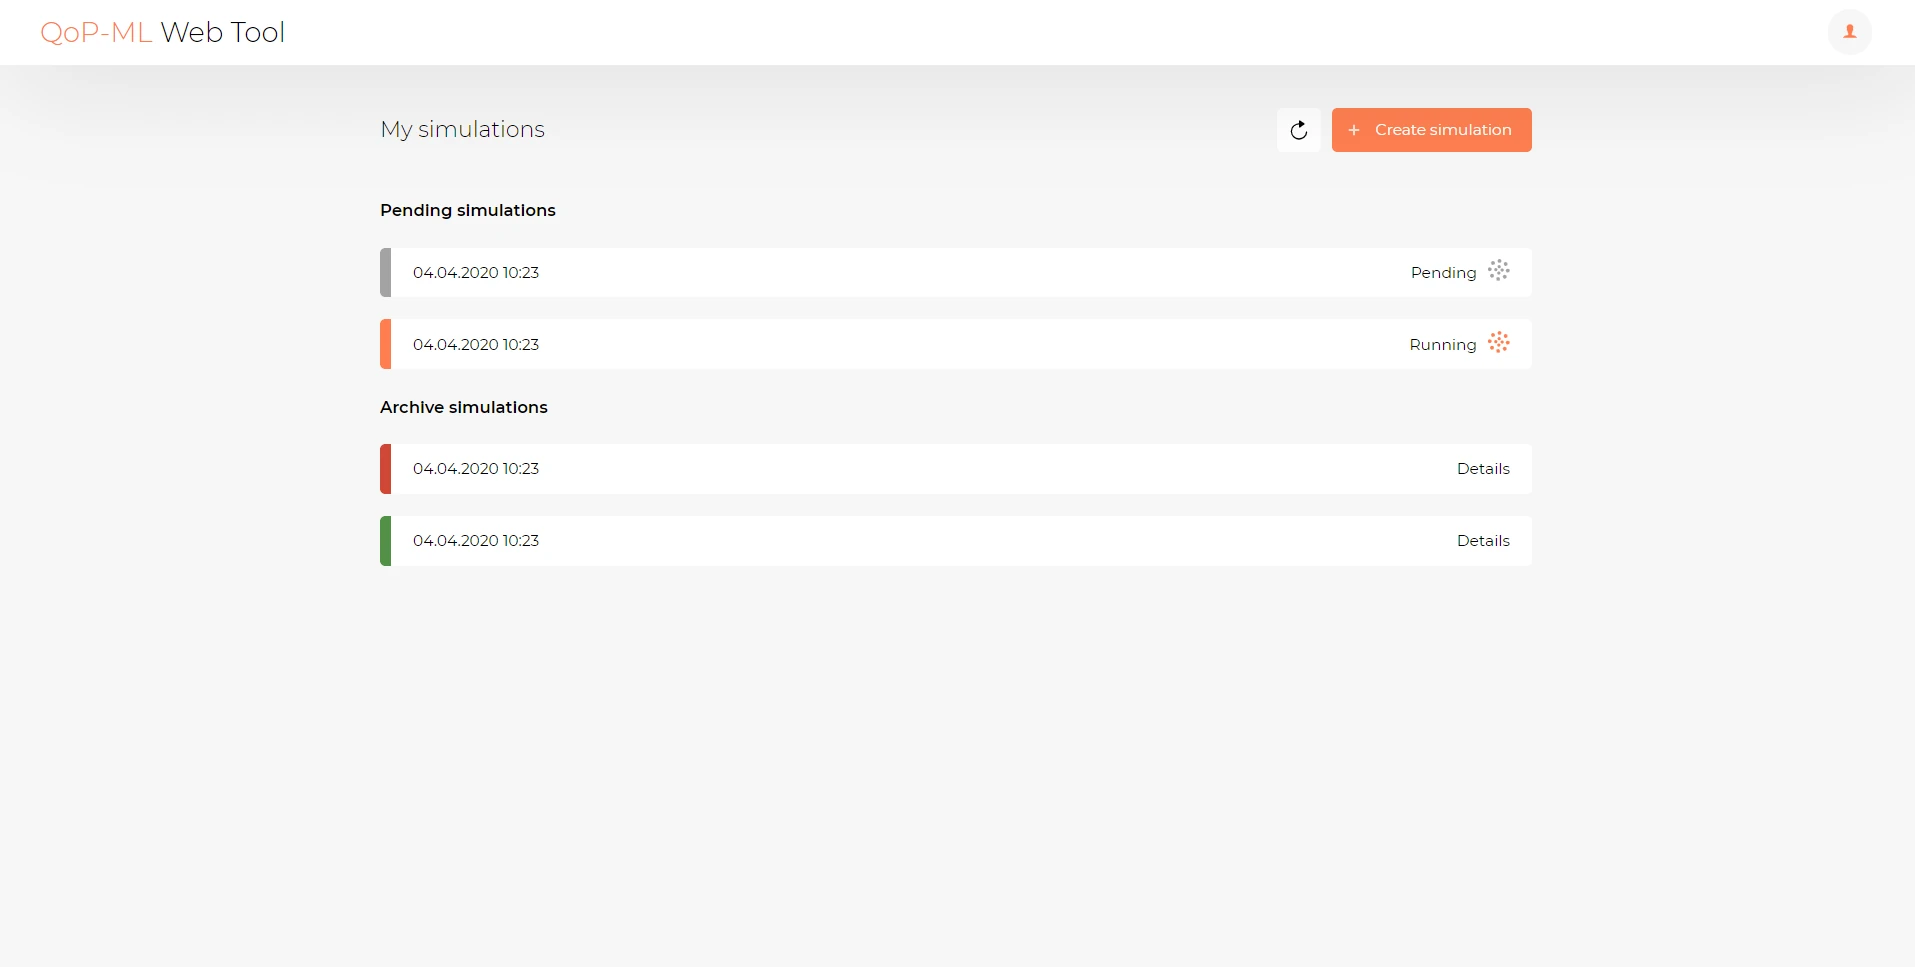 QoP-ML Web Tool
My simulations
+ Create simulation
Pending simulations
04.04.2020 10:23 Pending
04.04.2020 10:23 Running
Archive simulations
04.04.2020 10:23 Details
04.04.2020 10:23 Details